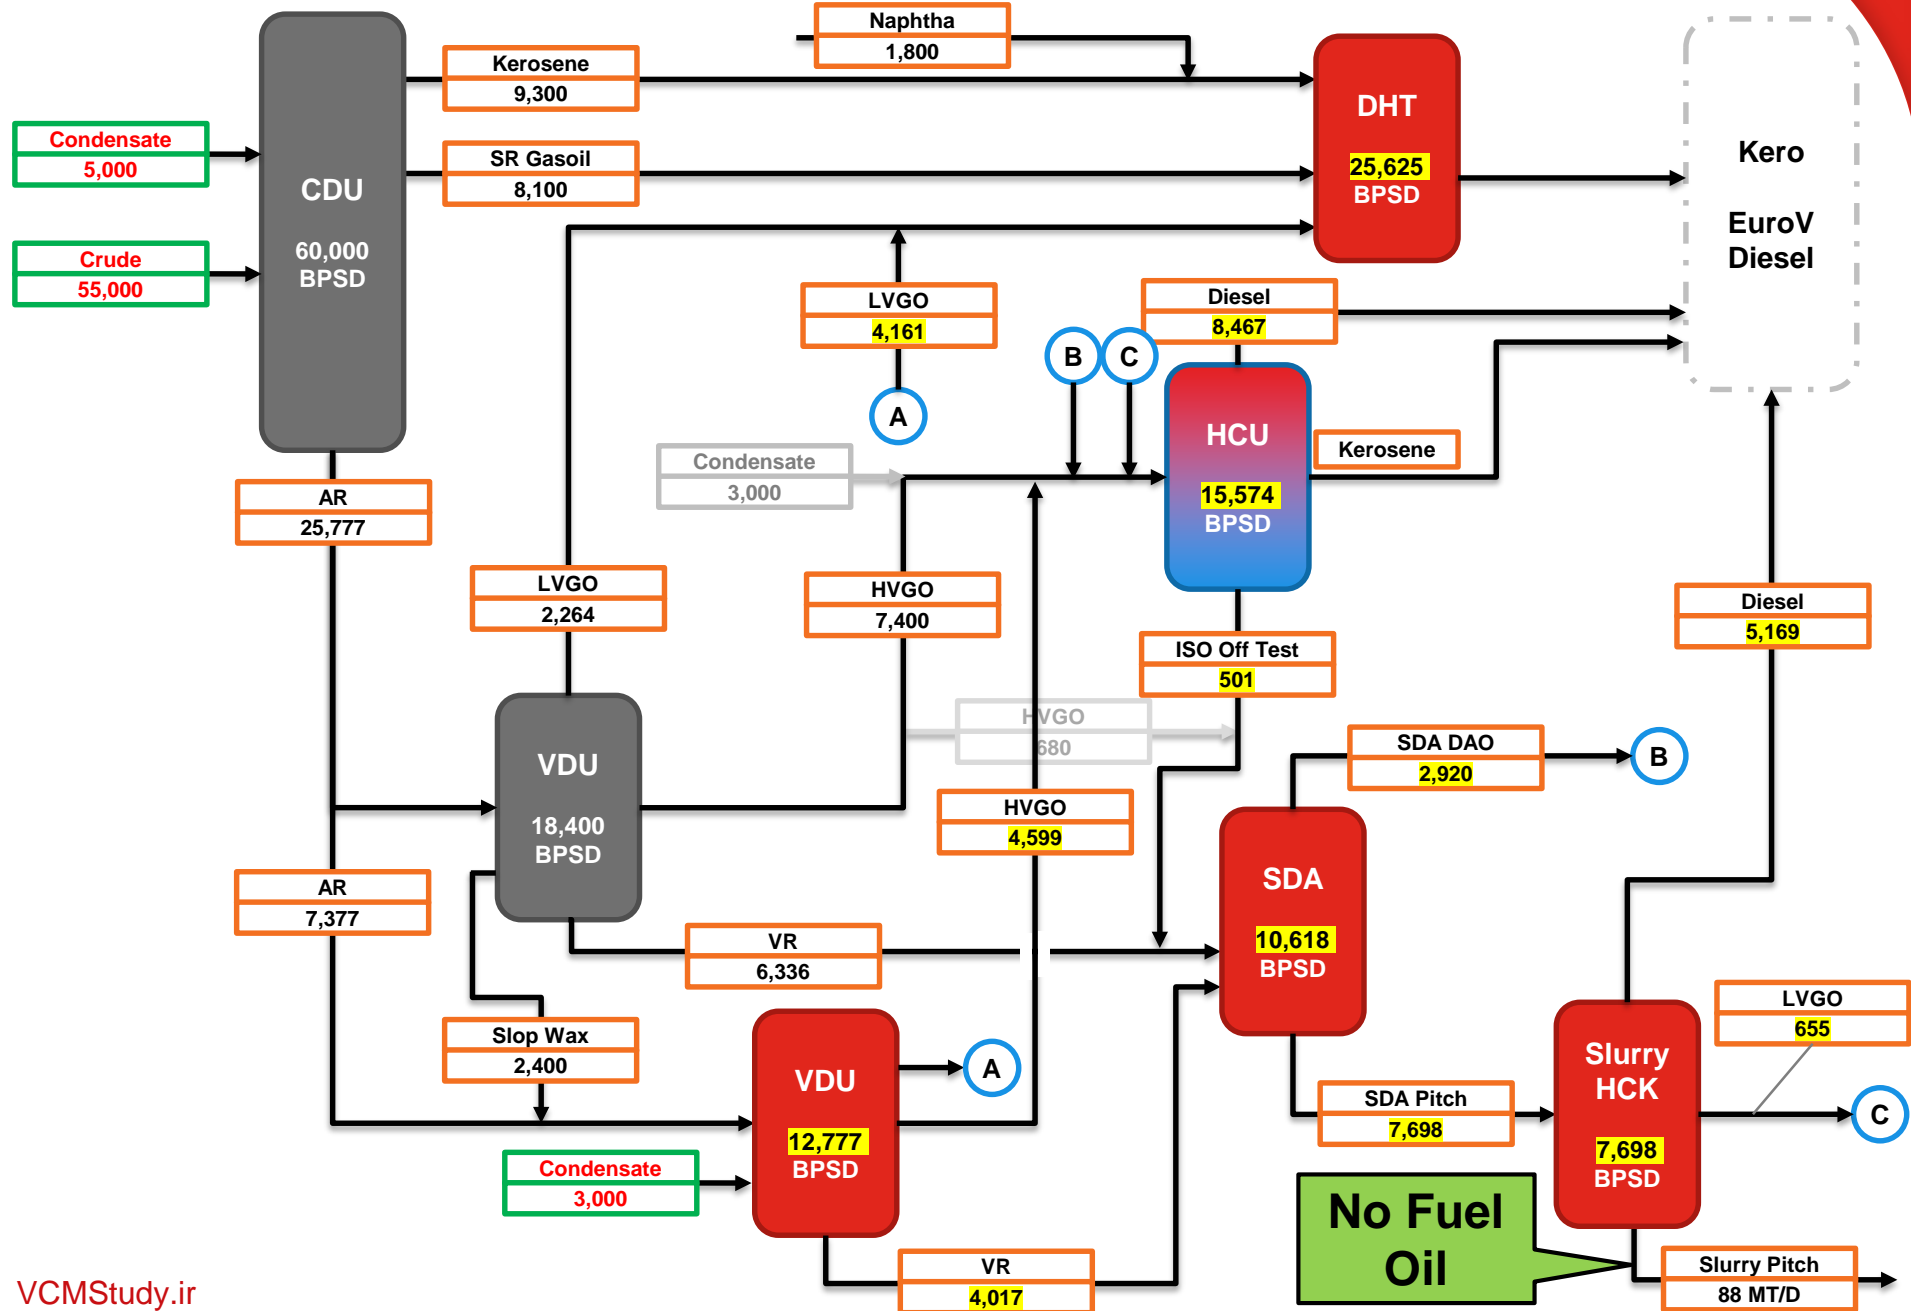 Naphtha
1,800
Kerosene
9,300
DHT
25,625
BPSD
Condensate
5,000
SR Gasoil
8,100
CDU
60,000
BPSD
Kero
EuroV
Diesel
Crude
55,000
LVGO
4,161
Diesel
8,467
B
C
A
HCU
15,574
BPSD
Kerosene
Condensate
3,000
AR
25,777
LVGO
2,264
HVGO
7,400
ISO Off Test
501
Diesel
5,169
HVGO
680
SDA DAO
2,920
B
VDU
18,400
BPSD
HVGO
4,599
SDA
10,618
BPSD
AR
7,377
VR
6,336
LVGO
655
Slop Wax
2,400
VDU
12,777
BPSD
A
Slurry
HCK
7,698
BPSD
SDA Pitch
7,698
C
Condensate
3,000
No Fuel
Oil
VR
4,017
Slurry Pitch
88 MT/D
VCMStudy.ir